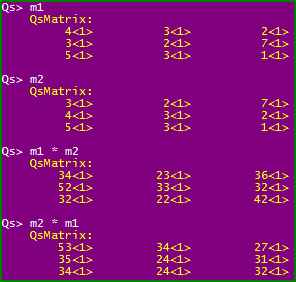 Qs> m1
QsMatrix:
4<1> 3<1> 2<1>
3<1> 2<1> 7<1>
5<1> 3<1> 1<1>
Qs> m2
QsMatrix:
3<1> 2<1> 7<1>
4<1> 3<1> 2<1>
5<1> 3<1> 1<1>
Qs> m1 * m2
QsMatrix:
34<1> 23<1> 36<1>
52<1> 33<1> 32<1>
32<1> 22<1> 42<1>
Qs> m2 * m1
QsMatrix:
53<1> 34<1> 27<1>
35<1> 24<1> 31<1>
34<1> 24<1> 32<1>